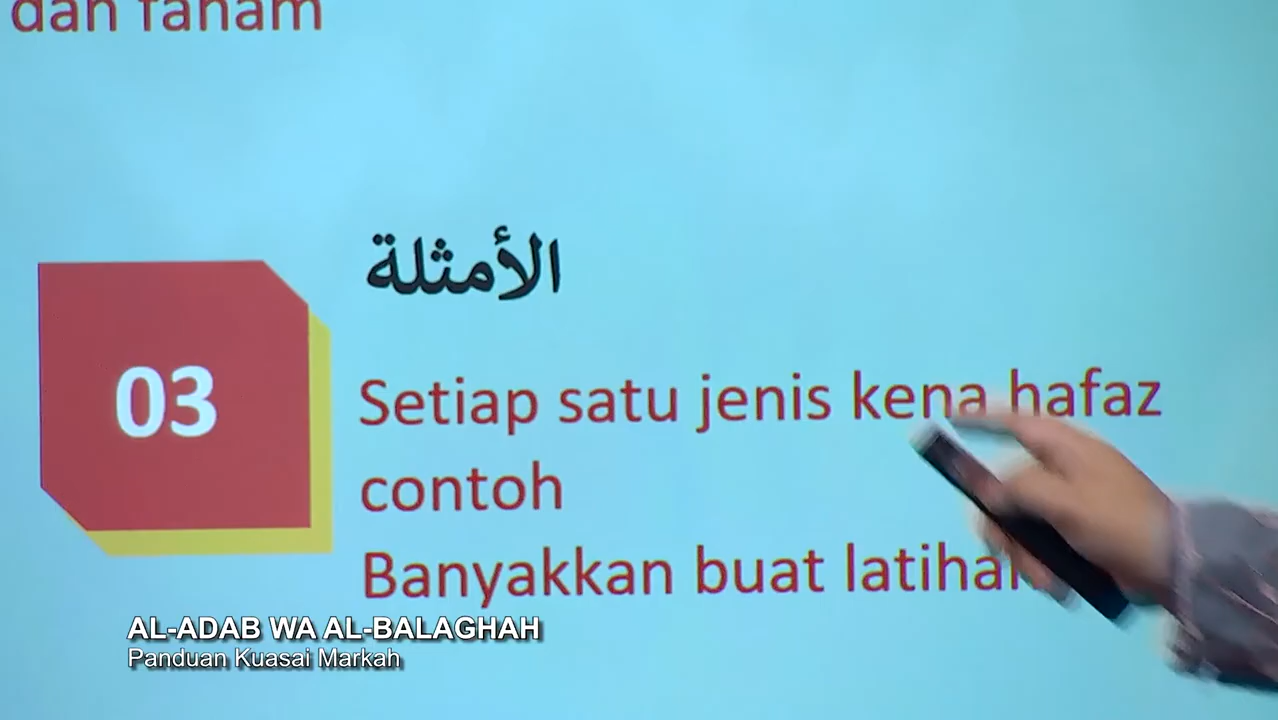 dan faham
الأمثلة
03
Setiap satu jenis kena hafaz
contoh
Banyakkan buat
AL-ADAB WA AL-BALAGHAH
Panduan Kuasai Markah